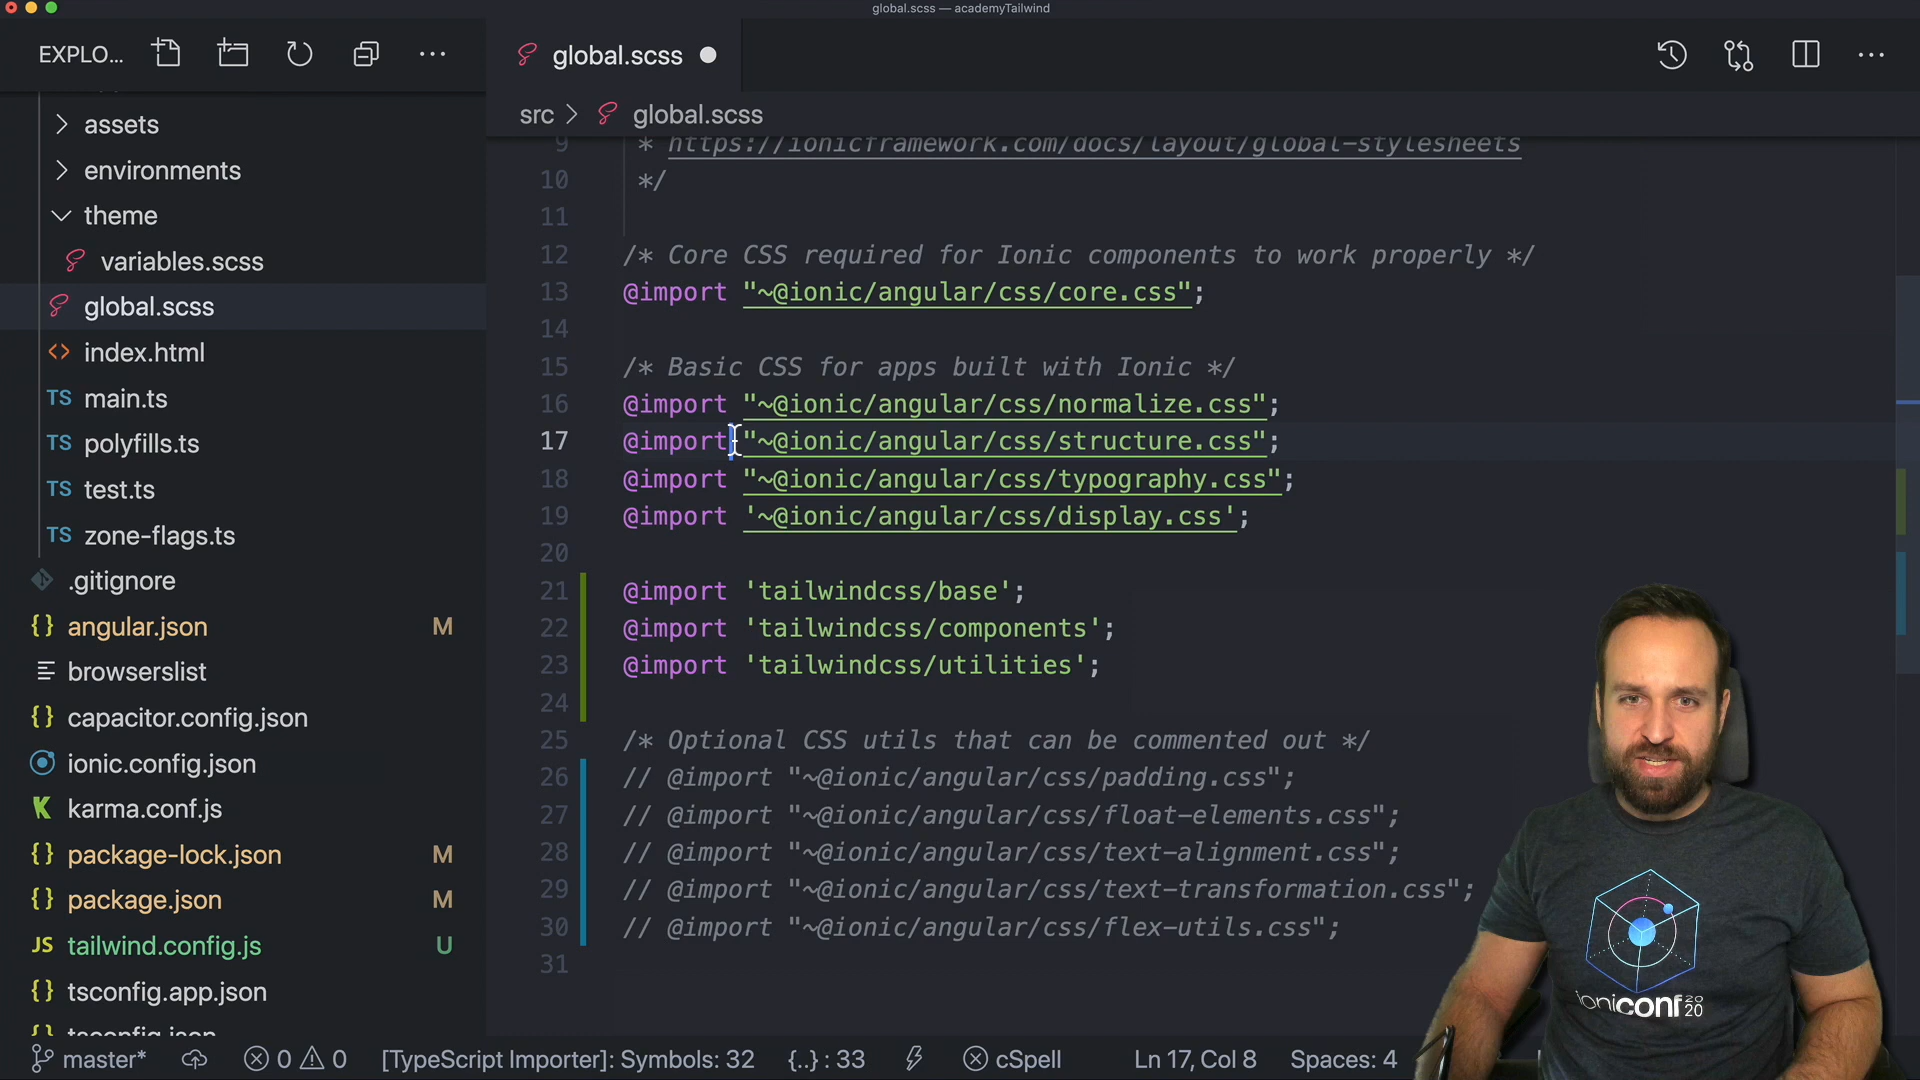 global.scss — academyTailwind
EXPLO...
global.scss
src > global.scss
assets
environments
theme
variables.scss
global.scss
index.html
TS main.ts
TS polyfills.ts
TS test.ts
TS zone-flags.ts
.gitignore
{} angular.json M
browserslist
{} capacitor.config.json
ionic.config.json
K karma.conf.js
{} package-lock.json M
{} package.json M
JS tailwind.config.js U
{} tsconfig.app.json
{} tsconfig.json
9 * https://ionicframework.com/docs/layout/global-stylesheets
10 */
11
12 /* Core CSS required for Ionic components to work properly */
13 @import "~@ionic/angular/css/core.css";
14
15 /* Basic CSS for apps built with Ionic */
16 @import "~@ionic/angular/css/normalize.css";
17 @import "~@ionic/angular/css/structure.css";
18 @import "~@ionic/angular/css/typography.css";
19 @import '~@ionic/angular/css/display.css';
20
21 @import 'tailwindcss/base';
22 @import 'tailwindcss/components';
23 @import 'tailwindcss/utilities';
24
25 /* Optional CSS utils that can be commented out */
26 // @import "~@ionic/angular/css/padding.css";
27 // @import "~@ionic/angular/css/float-elements.css";
28 // @import "~@ionic/angular/css/text-alignment.css";
29 // @import "~@ionic/angular/css/text-transformation.css";
30 // @import "~@ionic/angular/css/flex-utils.css";
31
ioniconf 2020
master* 0 0 [TypeScript Importer]: Symbols: 32 {..} : 33 cSpell Ln 17, Col 8 Spaces: 4